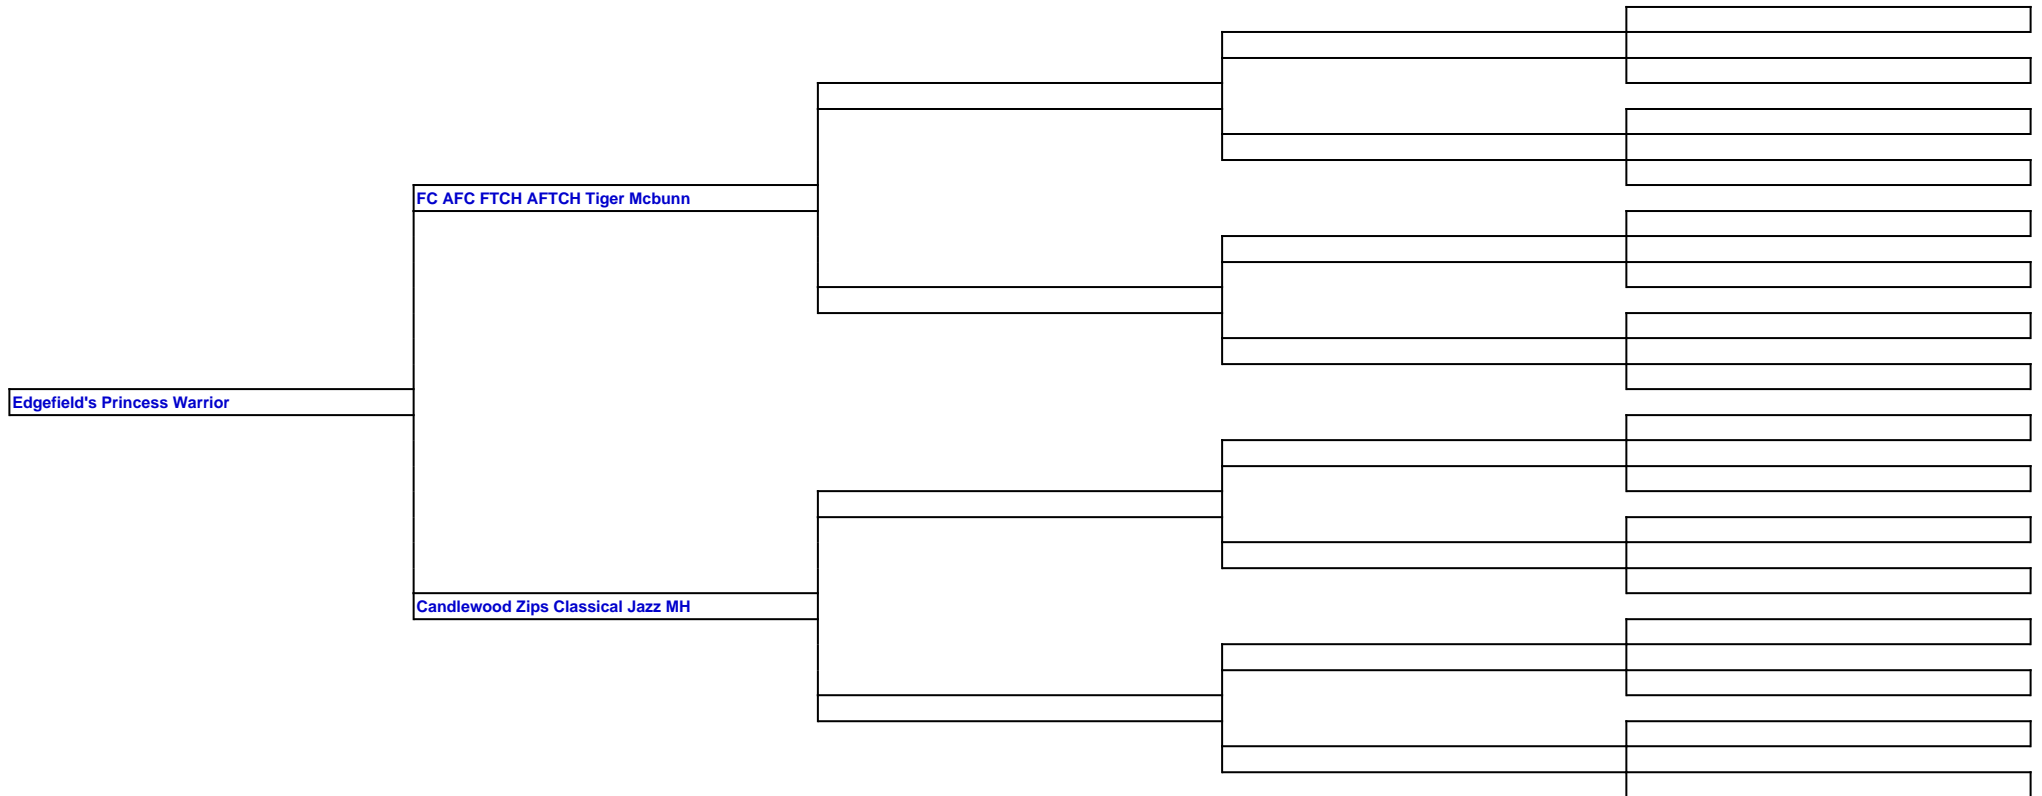 FC AFC FTCH AFTCH Tiger Mcbunn
Edgefield's Princess Warrior
Candlewood Zips Classical Jazz MH